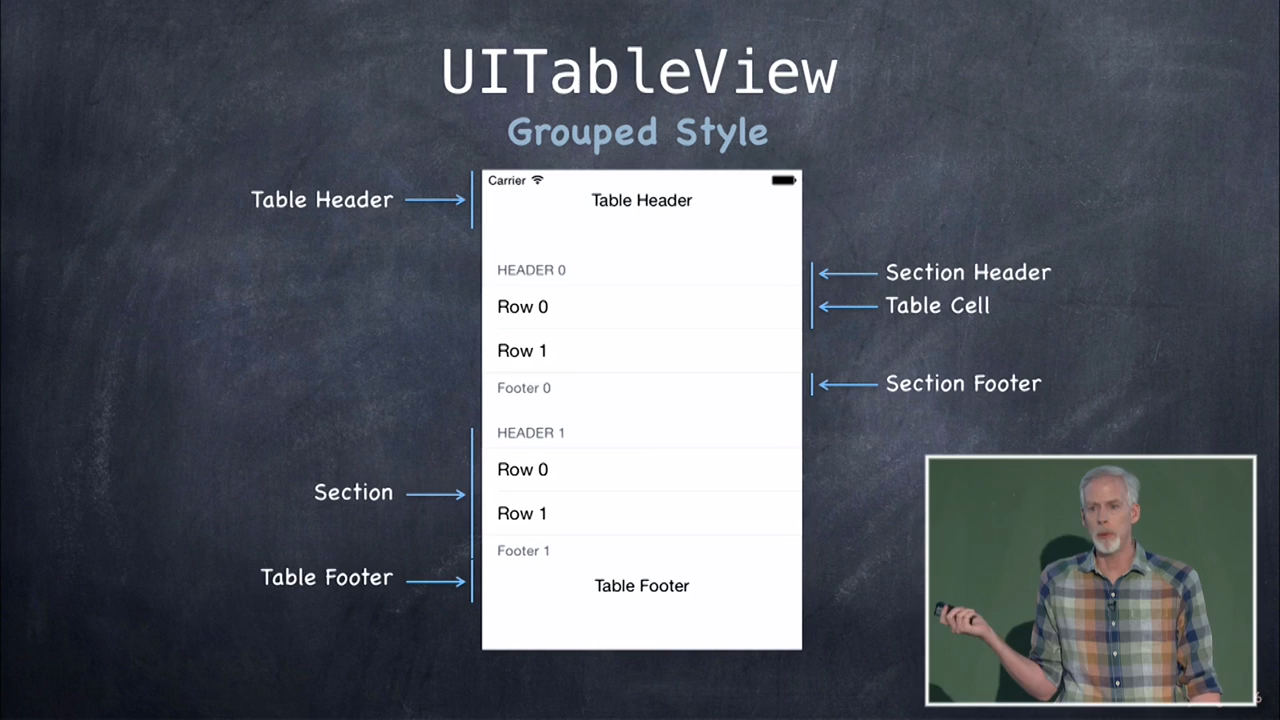 UITableView
Grouped Style
Table Header
Carrier
Table Header
HEADER 0
Section Header
Row 0
Table Cell
Row 1
Footer 0
Section Footer
HEADER 1
Row 0
Section
Row 1
Footer 1
Table Footer
Table Footer
6